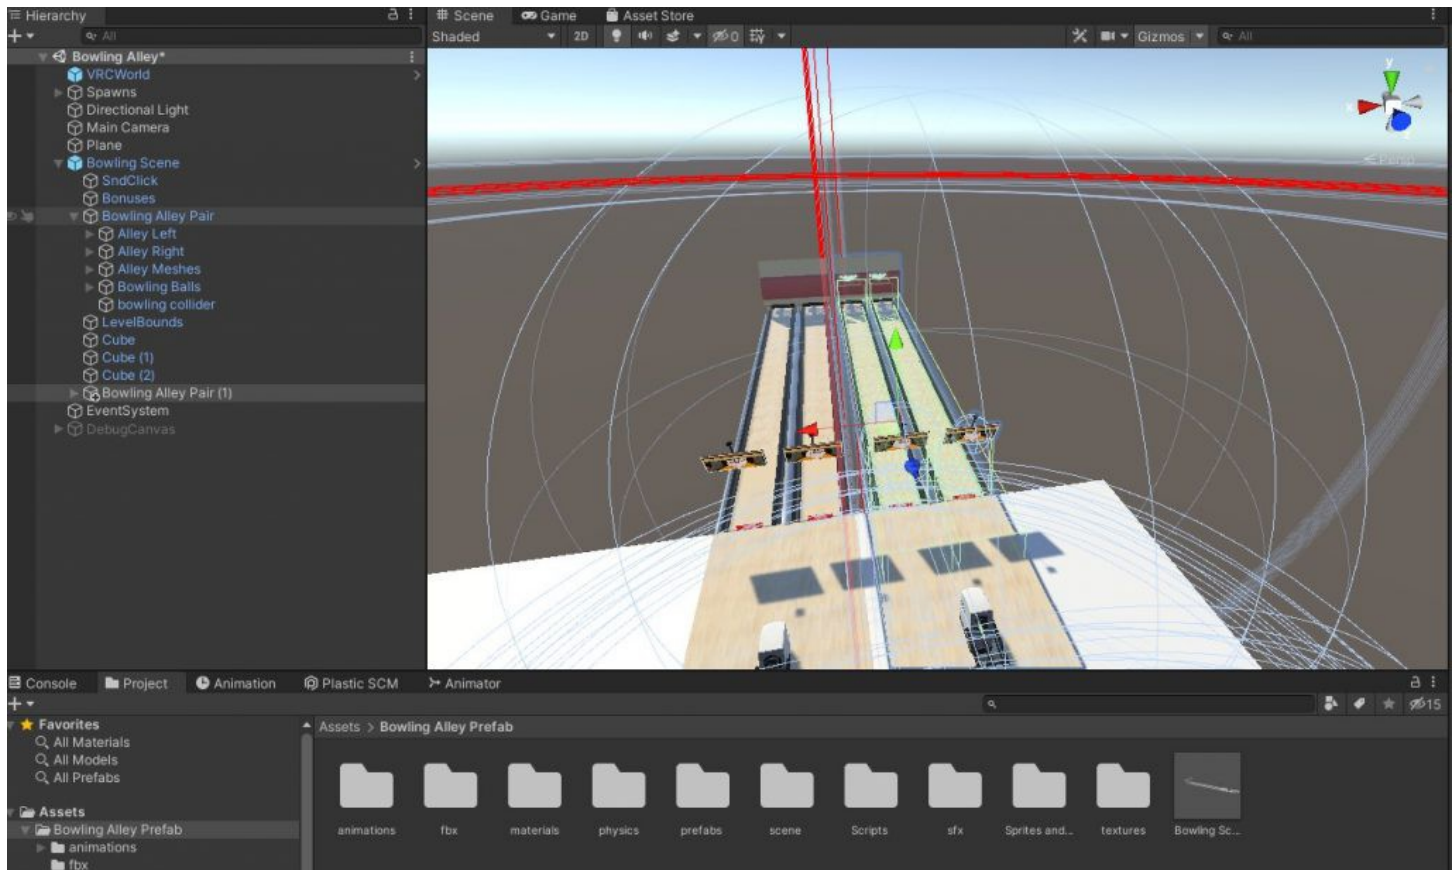 Hierarchy
All
Bowling Alley*
VRCWorld
Spawns
Directional Light
Main Camera
Plane
Bowling Scene
SndClick
Bonuses
Bowling Alley Pair
Alley Left
Alley Right
Alley Meshes
Bowling Balls
bowling collider
LevelBounds
Cube
Cube (1)
Cube (2)
Bowling Alley Pair (1)
EventSystem
DebugCanvas
Scene Game Asset Store
Shaded 2D 0 Gizmos All
y
x
Persp
Console Project Animation Plastic SCM Animator
15
Favorites
All Materials
All Models
All Prefabs
Assets
Bowling Alley Prefab
animations
fbx
Assets > Bowling Alley Prefab
animations fbx materials physics prefabs scene Scripts sfx Sprites and... textures Bowling Sc...